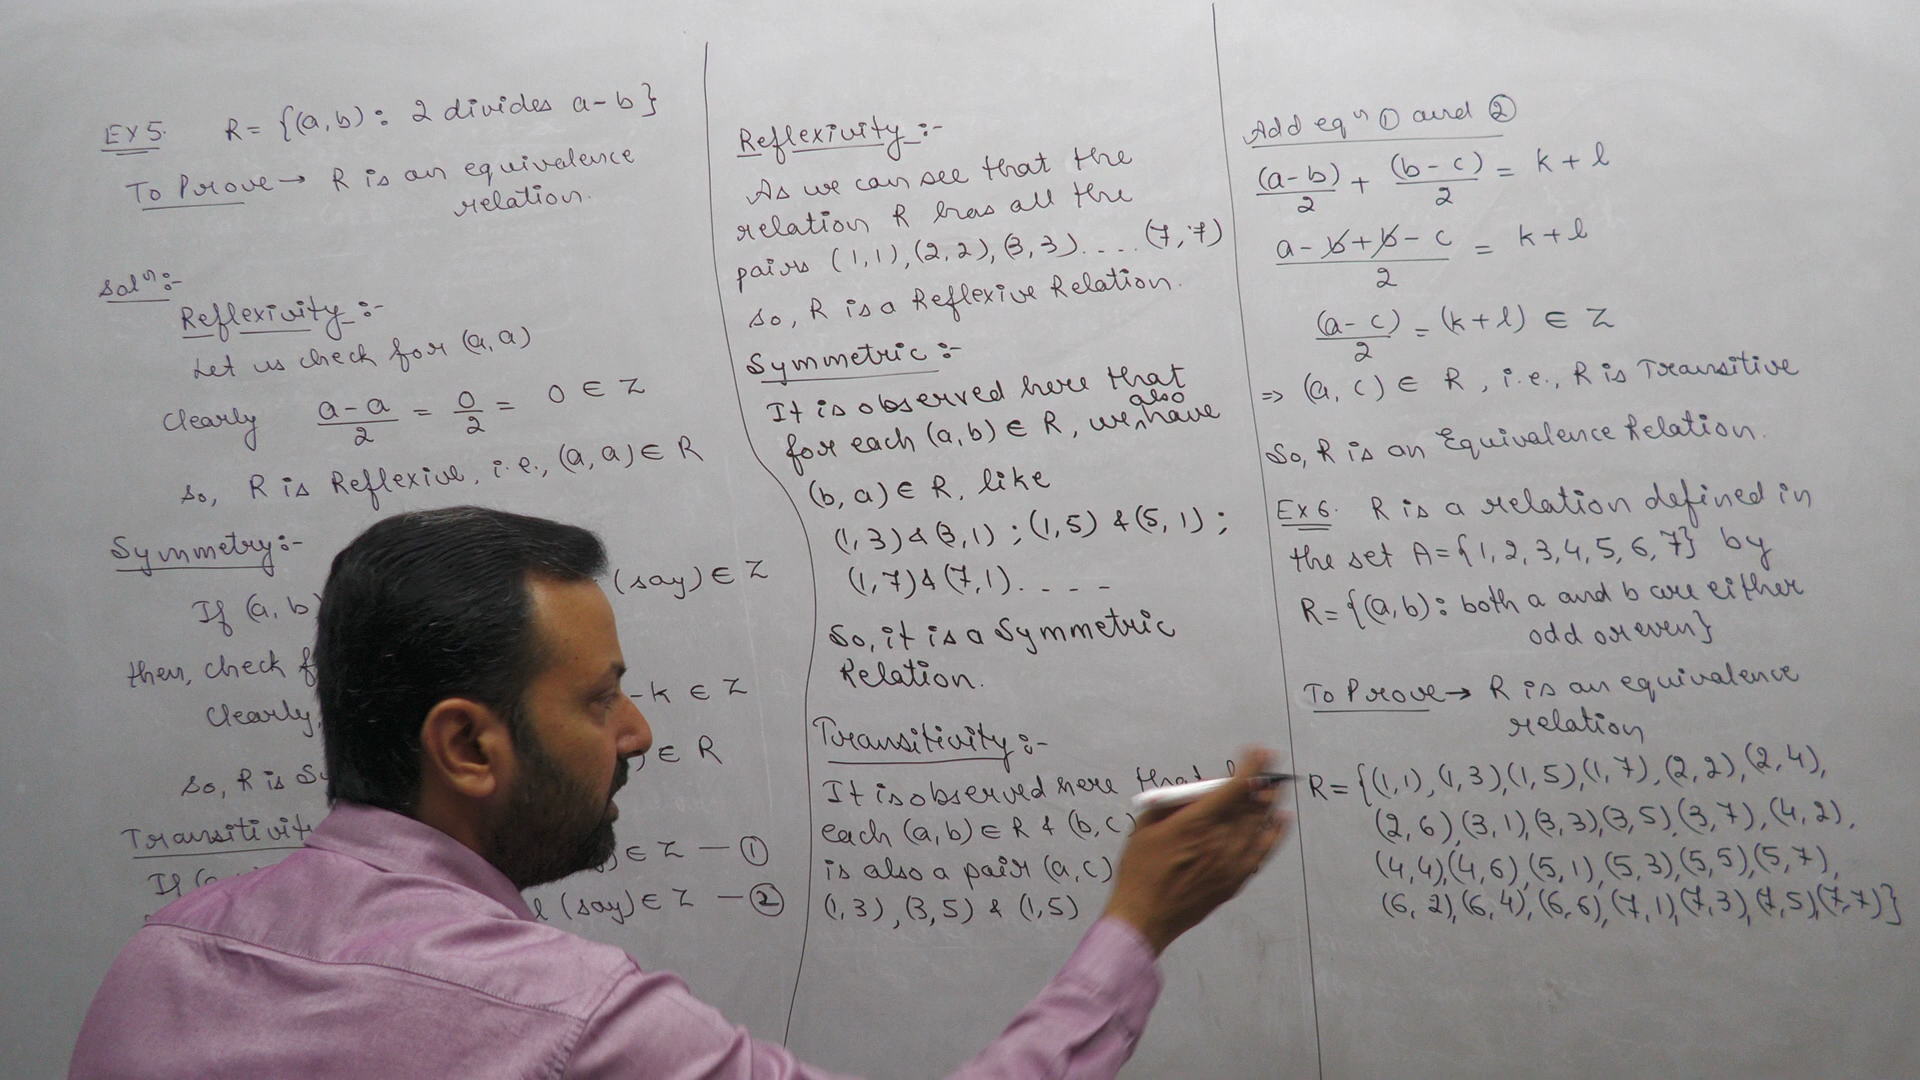 Ex 5. R = {(a, b) : 2 divides a - b}
To Prove → R is an equivalence
relation.
Solⁿ :-
Reflexivity :-
Let us check for (a, a)
Clearly (a - a)/2 = 0/2 = 0 ∈ Z
So, R is Reflexive, i.e., (a, a) ∈ R
Symmetry :-
If (a, b) (say) ∈ Z
then, check
Clearly, -k ∈ Z
So, R is ) ∈ R
Transitivity
If ∈ Z — ①
l (say) ∈ Z — ②
Reflexivity :-
As we can see that the
relation R has all the
pairs (1, 1), (2, 2), (3, 3) .... (7, 7)
So, R is a Reflexive Relation.
Symmetric :-
It is observed here that
for each (a, b) ∈ R, we also have
(b, a) ∈ R, like
(1, 3) & (3, 1) ; (1, 5) & (5, 1) ;
(1, 7) & (7, 1) . - - -
So, it is a Symmetric
Relation.
Transitivity :-
It is observed here that
each (a, b) ∈ R & (b, c)
is also a pair (a, c)
(1, 3), (3, 5) & (1, 5)
Add eqⁿ ① and ②
(a - b)/2 + (b - c)/2 = k + l
(a - b + b - c)/2 = k + l
(a - c)/2 = (k + l) ∈ Z
⇒ (a, c) ∈ R, i.e., R is Transitive
So, R is an Equivalence Relation.
Ex 6. R is a relation defined in
the set A = {1, 2, 3, 4, 5, 6, 7} by
R = {(a, b) : both a and b are either
odd or even}
To Prove → R is an equivalence
relation
R = {(1, 1), (1, 3), (1, 5), (1, 7), (2, 2), (2, 4),
(2, 6), (3, 1), (3, 3), (3, 5), (3, 7), (4, 2),
(4, 4), (4, 6), (5, 1), (5, 3), (5, 5), (5, 7),
(6, 2), (6, 4), (6, 6), (7, 1), (7, 3), (7, 5), (7, 7)}